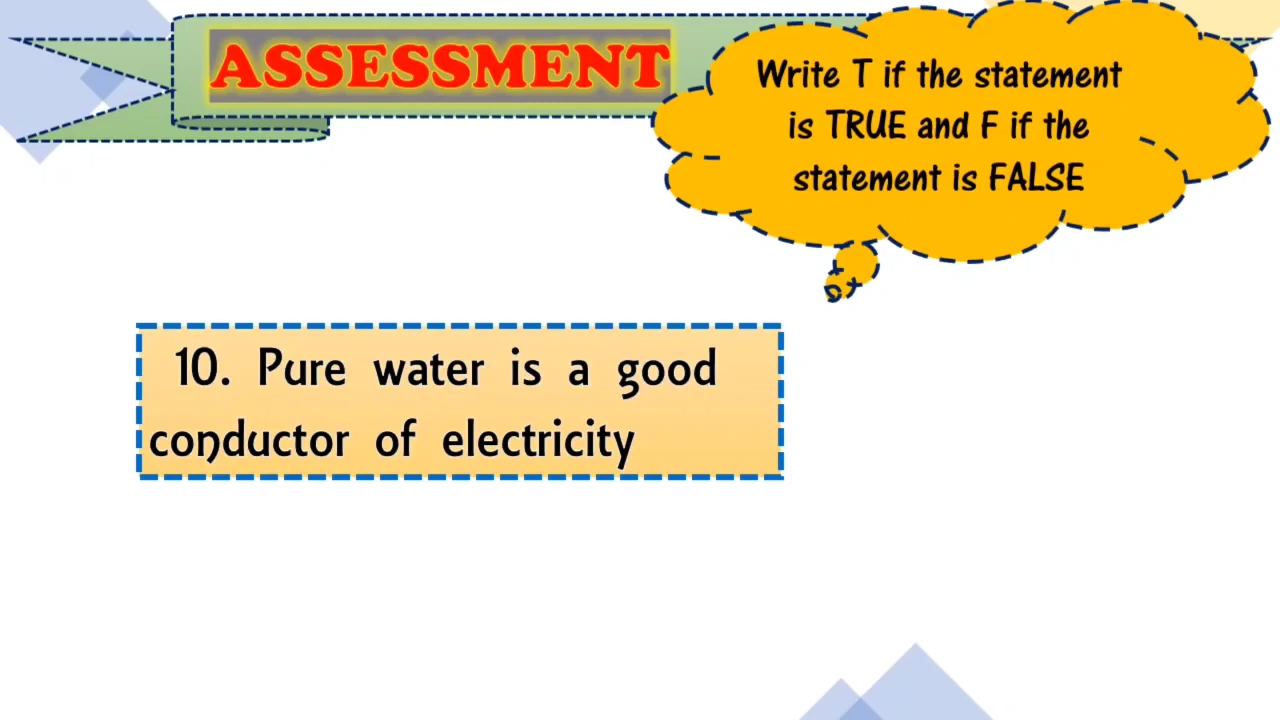 ASSESSMENT
Write T if the statement
is TRUE and F if the
statement is FALSE
10. Pure water is a good
conductor of electricity